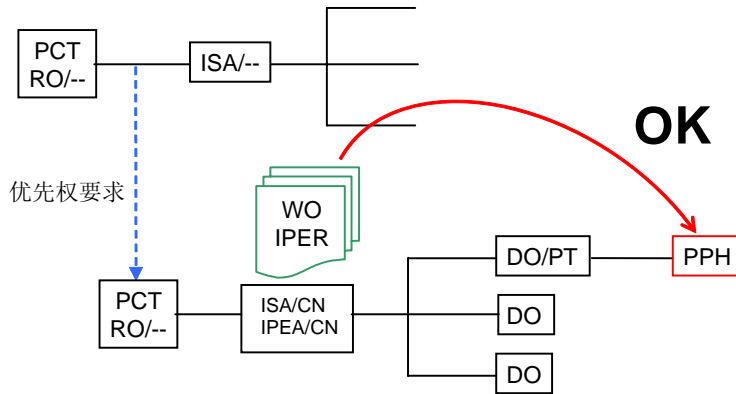 PCT
RO/--
ISA/--
OK
优先权要求
WO
IPER
DO/PT
PPH
PCT
RO/--
ISA/CN
IPEA/CN
DO
DO